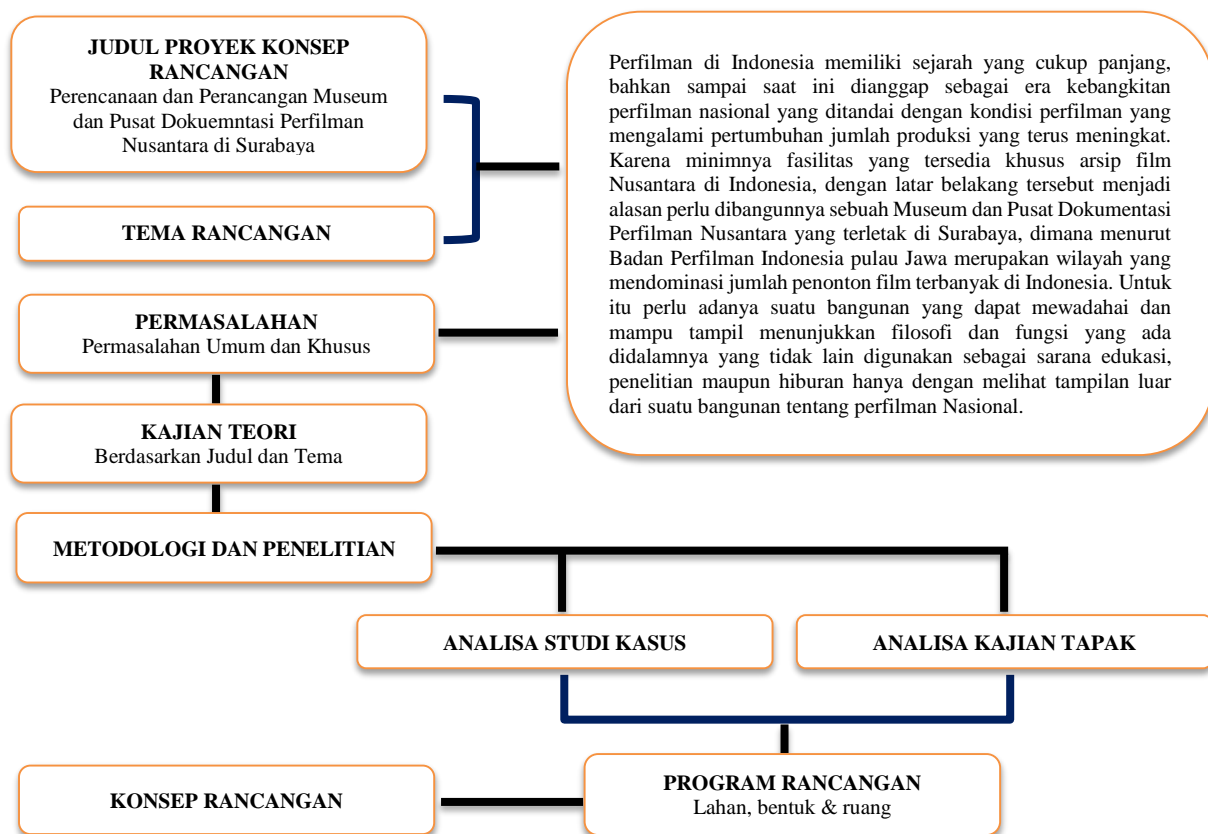 JUDUL PROYEK KONSEP
RANCANGAN
Perencanaan dan Perancangan Museum
dan Pusat Dokuemntasi Perfilman
Nusantara di Surabaya
TEMA RANCANGAN
Perfilman di Indonesia memiliki sejarah yang cukup panjang,
bahkan sampai saat ini dianggap sebagai era kebangkitan
perfilman nasional yang ditandai dengan kondisi perfilman yang
mengalami pertumbuhan jumlah produksi yang terus meningkat.
Karena minimnya fasilitas yang tersedia khusus arsip film
Nusantara di Indonesia, dengan latar belakang tersebut menjadi
alasan perlu dibangunnya sebuah Museum dan Pusat Dokumentasi
Perfilman Nusantara yang terletak di Surabaya, dimana menurut
Badan Perfilman Indonesia pulau Jawa merupakan wilayah yang
mendominasi jumlah penonton film terbanyak di Indonesia. Untuk
itu perlu adanya suatu bangunan yang dapat mewadahai dan
mampu tampil menunjukkan filosofi dan fungsi yang ada
didalamnya yang tidak lain digunakan sebagai sarana edukasi,
penelitian maupun hiburan hanya dengan melihat tampilan luar
dari suatu bangunan tentang perfilman Nasional.
PERMASALAHAN
Permasalahan Umum dan Khusus
KAJIAN TEORI
Berdasarkan Judul dan Tema
METODOLOGI DAN PENELITIAN
ANALISA STUDI KASUS
ANALISA KAJIAN TAPAK
PROGRAM RANCANGAN
Lahan, bentuk & ruang
KONSEP RANCANGAN